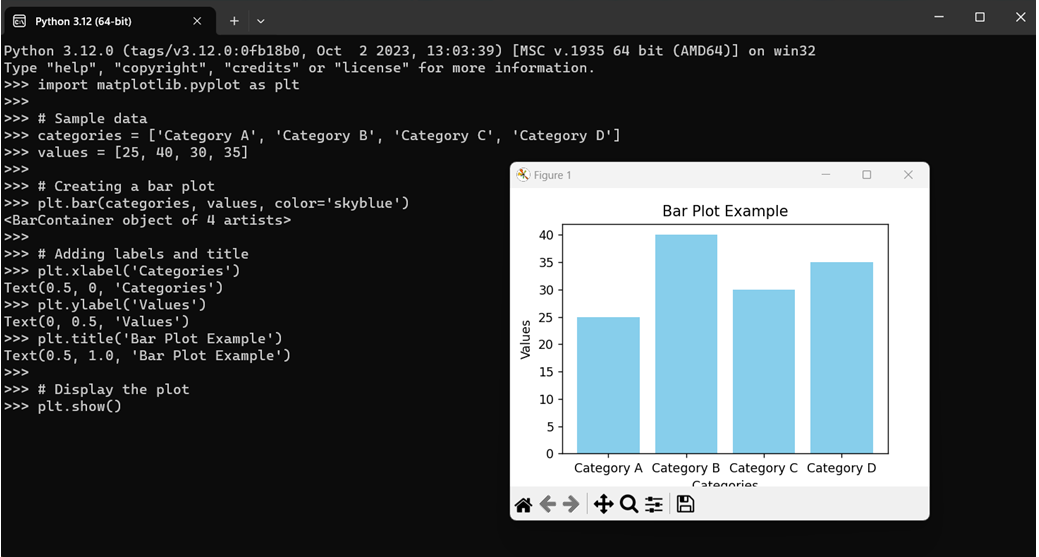 Python 3.12 (64-bit)
Python 3.12.0 (tags/v3.12.0:0fb18b0, Oct  2 2023, 13:03:39) [MSC v.1935 64 bit (AMD64)] on win32
Type "help", "copyright", "credits" or "license" for more information.
>>> import matplotlib.pyplot as plt
>>>
>>> # Sample data
>>> categories = ['Category A', 'Category B', 'Category C', 'Category D']
>>> values = [25, 40, 30, 35]
>>>
>>> # Creating a bar plot
>>> plt.bar(categories, values, color='skyblue')
<BarContainer object of 4 artists>
>>>
>>> # Adding labels and title
>>> plt.xlabel('Categories')
Text(0.5, 0, 'Categories')
>>> plt.ylabel('Values')
Text(0, 0.5, 'Values')
>>> plt.title('Bar Plot Example')
Text(0.5, 1.0, 'Bar Plot Example')
>>>
>>> # Display the plot
>>> plt.show()
Figure 1
Bar Plot Example
40
35
30
25
20
15
10
5
0
Values
Category A Category B Category C Category D
Categories